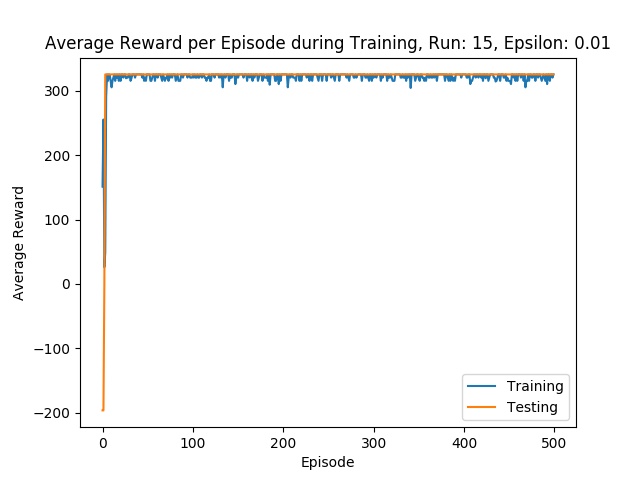 Average Reward per Episode during Training, Run: 15, Epsilon: 0.01
300
200
100
0
−100
−200
Average Reward
0
100
200
300
400
500
Episode
Training
Testing